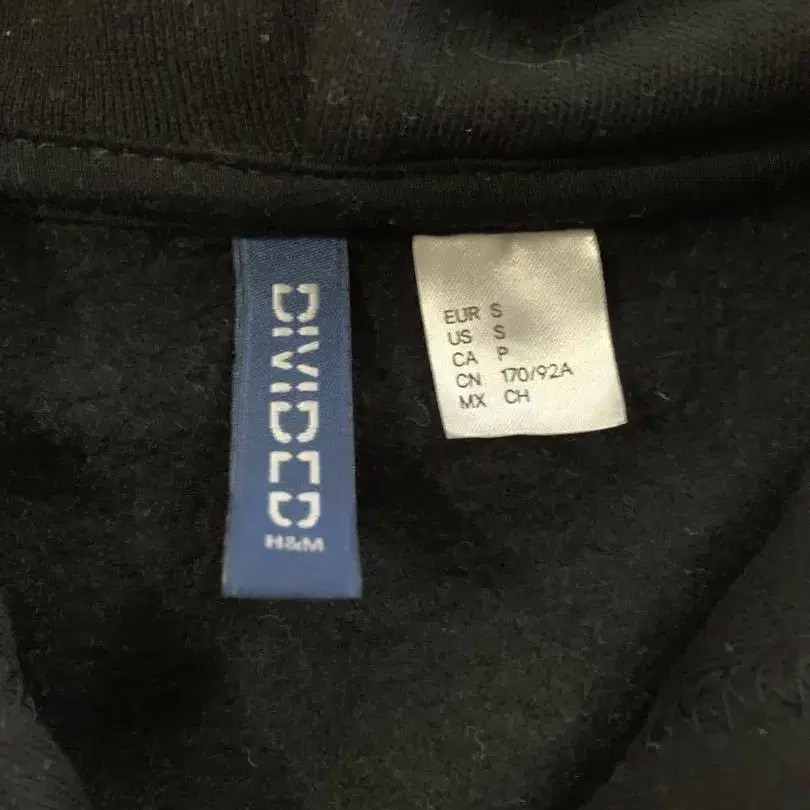 DIVIDED
H&M
EUR S
US S
CA P
CN 170/92A
MX CH